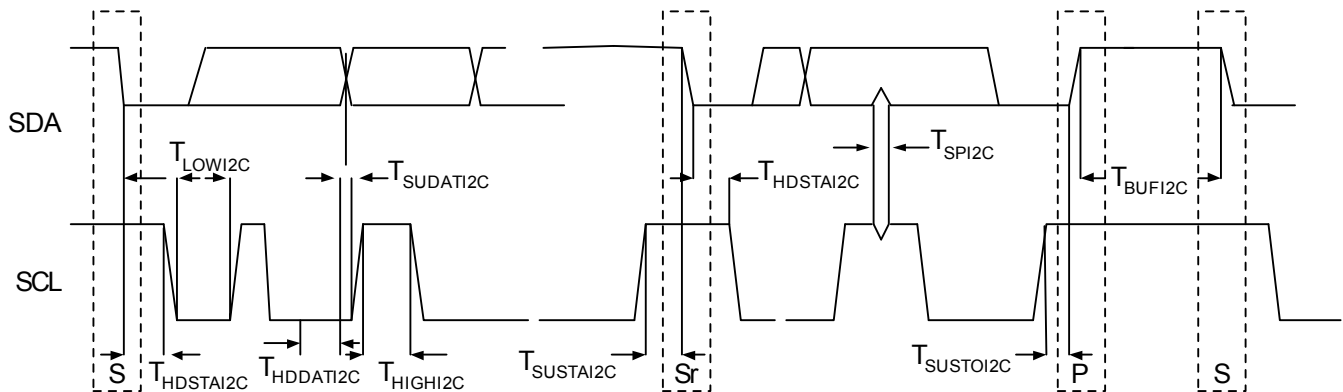 SDA
T_LOWI2C
T_SUDATI2C
T_SPI2C
T_HDSTAI2C
T_BUFI2C
SCL
S
T_HDSTAI2C
T_HDDATI2C
T_HIGHI2C
T_SUSTAI2C
Sr
T_SUSTOI2C
P
S